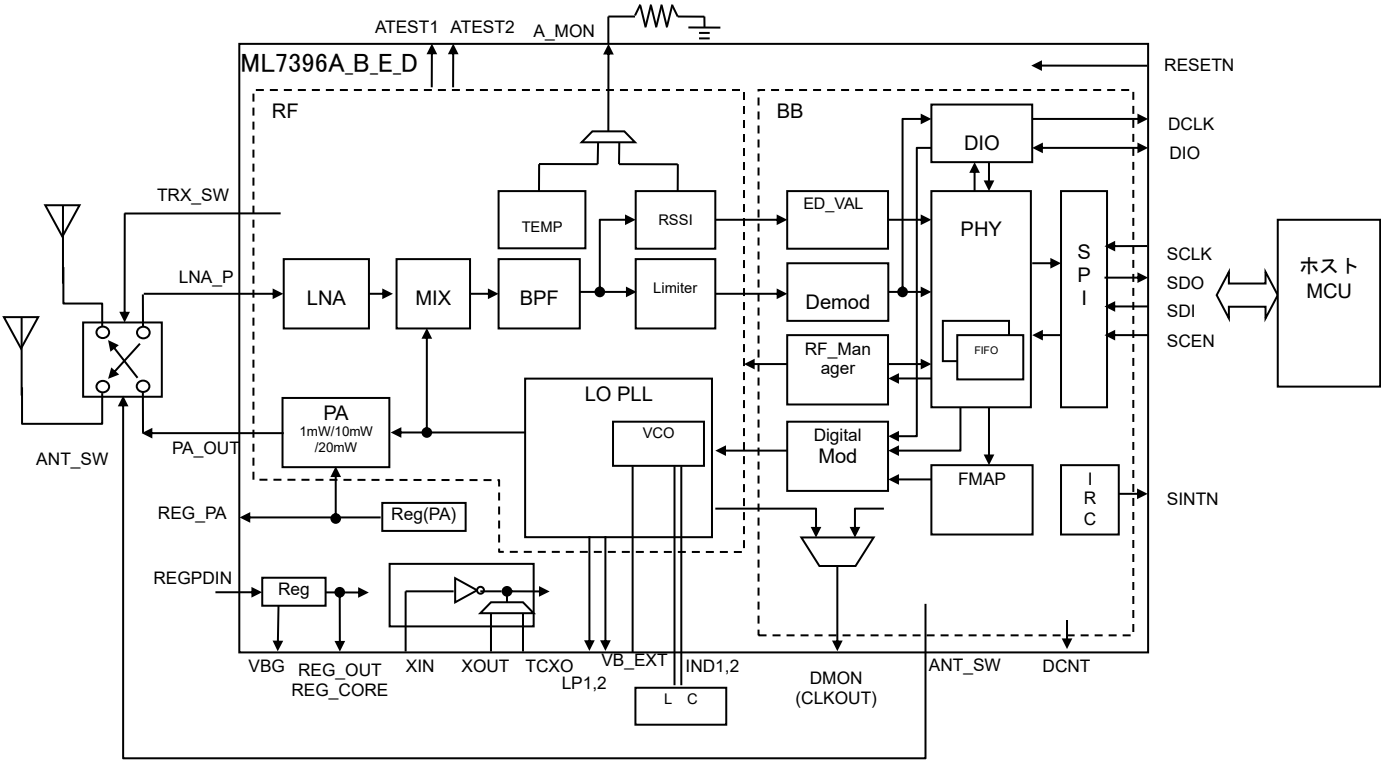 ATEST1 ATEST2 A_MON
ML7396A_B_E_D
RESETN
RF
BB
DIO
DCLK
DIO
TRX_SW
TEMP
RSSI
ED_VAL
PHY
S
P
I
SCLK
SDO
SDI
SCEN
ホスト
MCU
LNA_P
LNA
MIX
BPF
Limiter
Demod
RF_Man
ager
FIFO
LO PLL
VCO
PA
1mW/10mW
/20mW
Digital
Mod
ANT_SW
PA_OUT
FMAP
I
R
C
SINTN
REG_PA
Reg(PA)
REGPDIN
Reg
VBG
REG_OUT
REG_CORE
XIN
XOUT
TCXO
LP1,2
VB_EXT
IND1,2
L C
DMON
(CLKOUT)
ANT_SW
DCNT